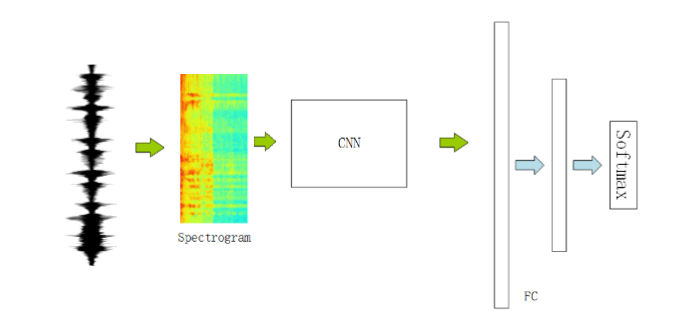 Spectrogram
CNN
FC
Softmax